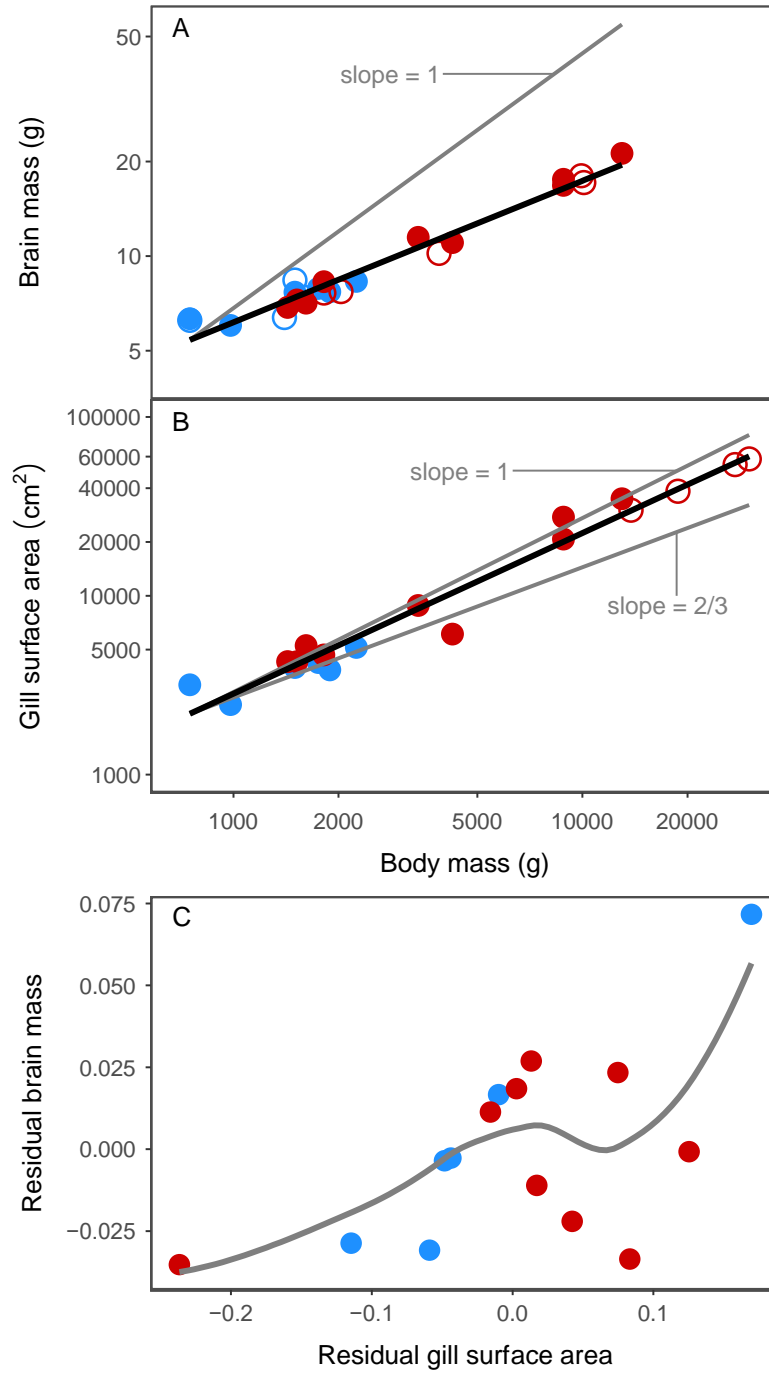 A
50
20
10
5
Brain mass (g)
slope = 1
B
100000
60000
40000
20000
10000
5000
1000
Gill surface area (cm²)
slope = 1
slope = 2/3
1000 2000 5000 10000 20000
Body mass (g)
C
0.075
0.050
0.025
0.000
−0.025
Residual brain mass
−0.2 −0.1 0.0 0.1
Residual gill surface area